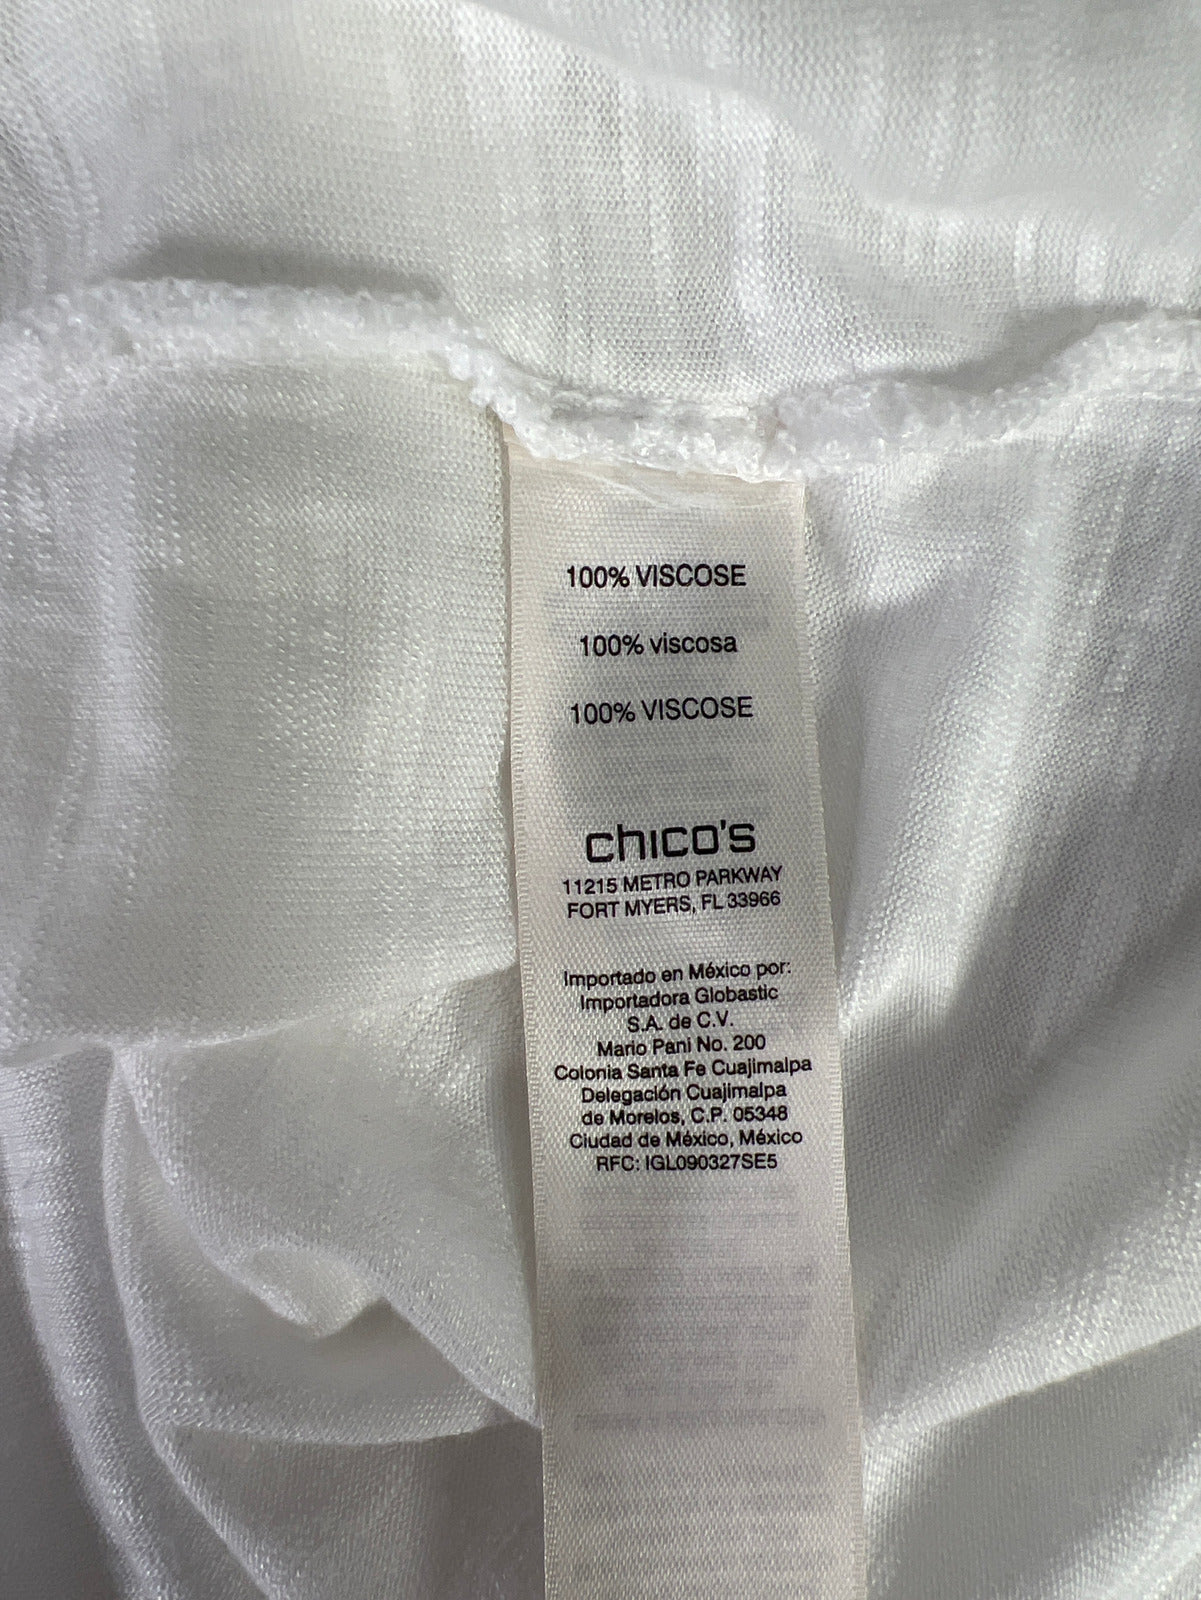 100% VISCOSE
100% viscosa
100% VISCOSE
chico's
11215 METRO PARKWAY
FORT MYERS, FL 33966
Importado en México por:
Importadora Globastic
S.A. de C.V.
Mario Pani No. 200
Colonia Santa Fe Cuajimalpa
Delegación Cuajimalpa
de Morelos, C.P. 05348
Ciudad de México, México
RFC: IGL090327SE5